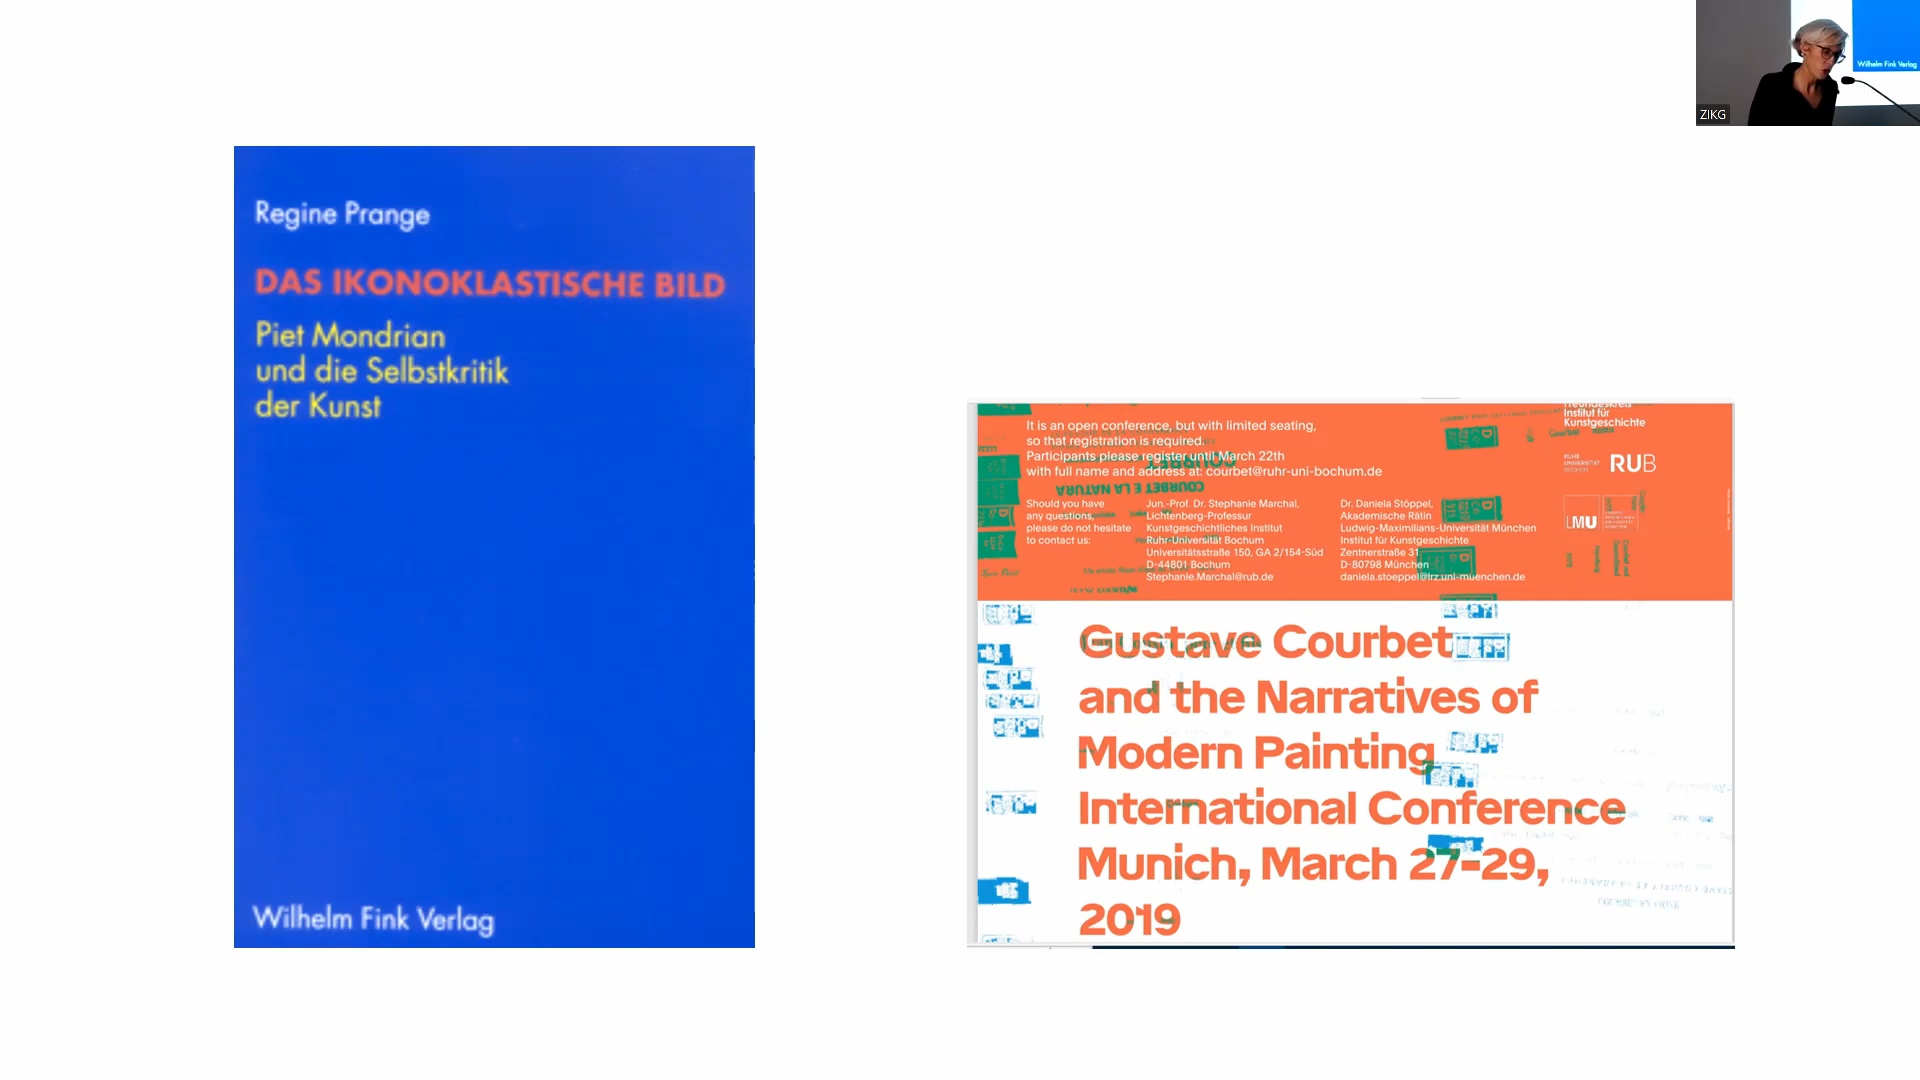 Wilhelm Fink Verlag
ZIKG
Regine Prange
DAS IKONOKLASTISCHE BILD
Piet Mondrian
und die Selbstkritik
der Kunst
Wilhelm Fink Verlag
It is an open conference, but with limited seating,
so that registration is required.
Participants please register until March 22th
with full name and address at: courbet@ruhr-uni-bochum.de
COURBET
COURBET E LA NATURA
Should you have
any questions,
please do not hesitate
to contact us:
Jun.-Prof. Dr. Stephanie Marchal,
Lichtenberg-Professur
Kunstgeschichtliches Institut
Ruhr-Universität Bochum
Universitätsstraße 150, GA 2/154-Süd
D-44801 Bochum
Stephanie.Marchal@rub.de
Dr. Daniela Stöppel,
Akademische Rätin
Ludwig-Maximilians-Universität München
Institut für Kunstgeschichte
Zentnerstraße 31
D-80798 München
daniela.stoeppel@lrz.uni-muenchen.de
Freundeskreis
Institut für
Kunstgeschichte
RUHR
UNIVERSITÄT
BOCHUM
RUB
LMU
Gustave Courbet
and the Narratives of
Modern Painting
International Conference
Munich, March 27-29,
2019